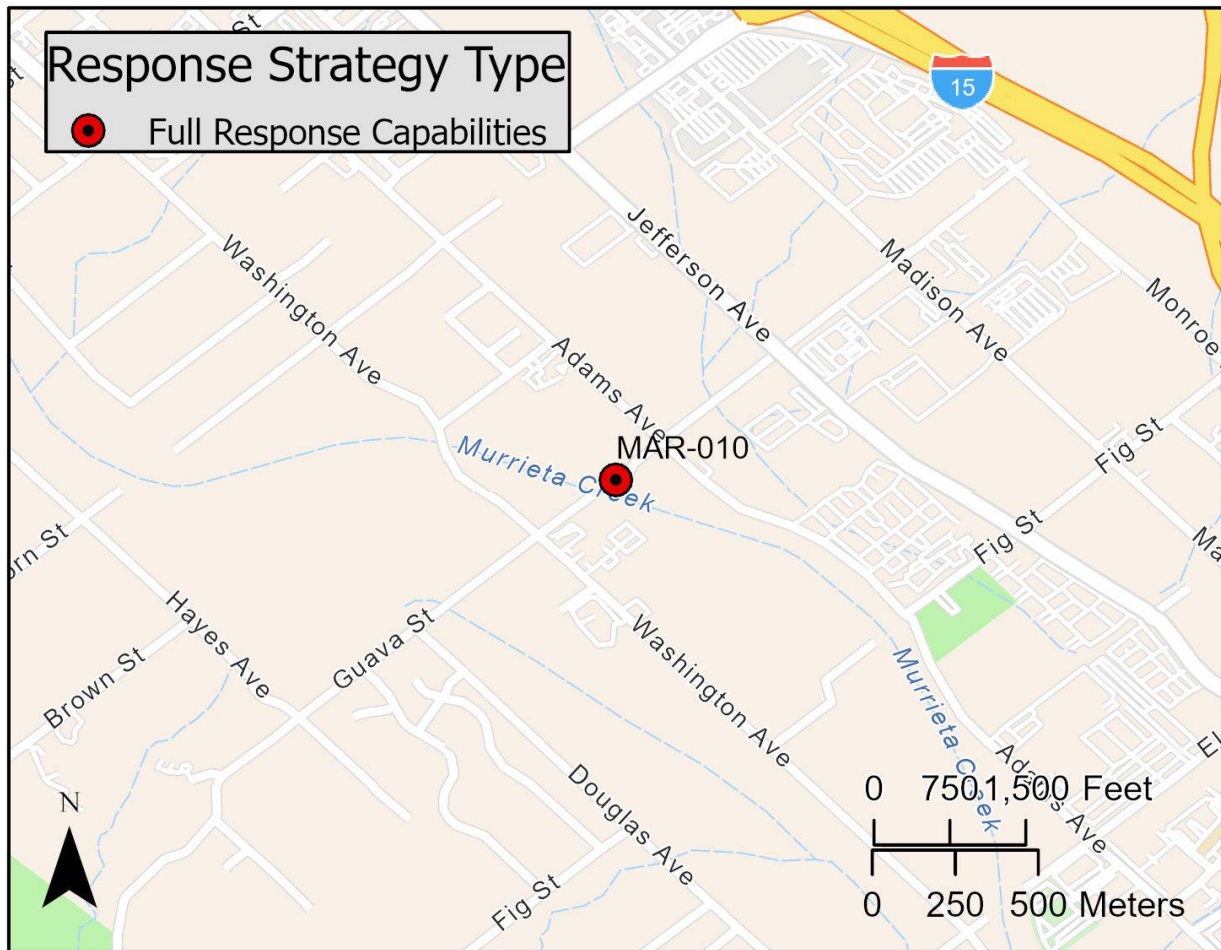 Response Strategy Type
Full Response Capabilities
15
Washington Ave
Jefferson Ave
Madison Ave
Monroe
Adams Ave
MAR-010
Murrieta Creek
Fig St
Fig St
Hayes Ave
Guava St
Brown St
Washington Ave
Murrieta Creek
Adams Ave
Douglas Ave
Fig St
N
0 750 1,500 Feet
0 250 500 Meters